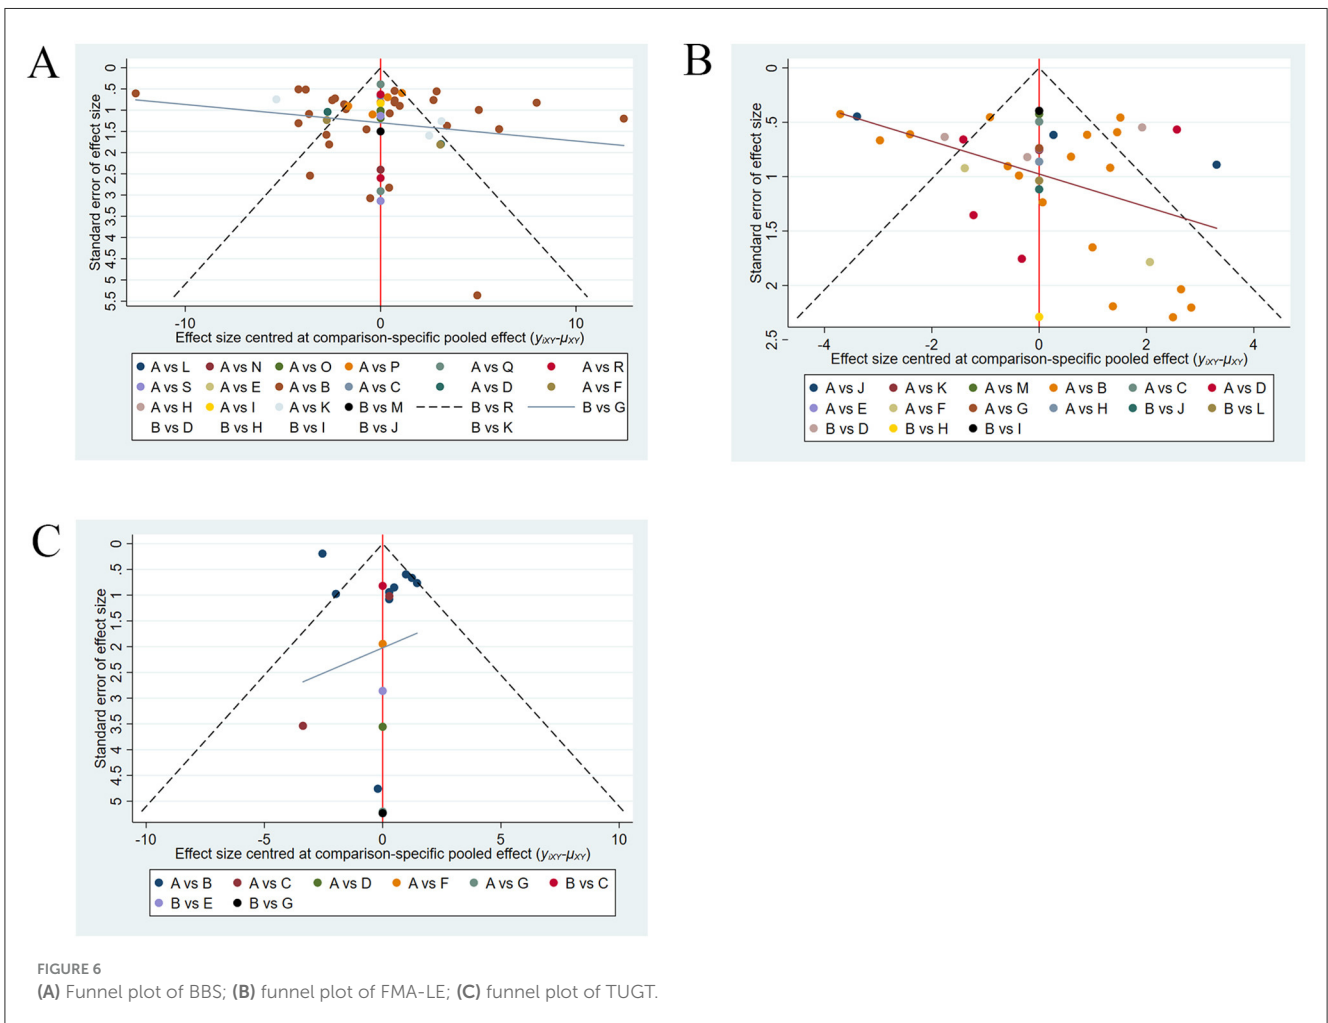 A
0
.5
1
1.5
2
2.5
3
3.5
4
4.5
5
5.5
Standard error of effect size
-10 0 10
Effect size centred at comparison-specific pooled effect (yiXY-μXY)
A vs L A vs N A vs O A vs P A vs Q A vs R
A vs S A vs E A vs B A vs C A vs D A vs F
A vs H A vs I A vs K B vs M B vs R B vs G
B vs D B vs H B vs I B vs J B vs K
B
0
.5
1
1.5
2
2.5
Standard error of effect size
-4 -2 0 2 4
Effect size centred at comparison-specific pooled effect (yiXY-μXY)
A vs J A vs K A vs M A vs B A vs C A vs D
A vs E A vs F A vs G A vs H B vs J B vs L
B vs D B vs H B vs I
C
0
.5
1
1.5
2
2.5
3
3.5
4
4.5
5
Standard error of effect size
-10 -5 0 5 10
Effect size centred at comparison-specific pooled effect (yiXY-μXY)
A vs B A vs C A vs D A vs F A vs G B vs C
B vs E B vs G
FIGURE 6
(A) Funnel plot of BBS; (B) funnel plot of FMA-LE; (C) funnel plot of TUGT.